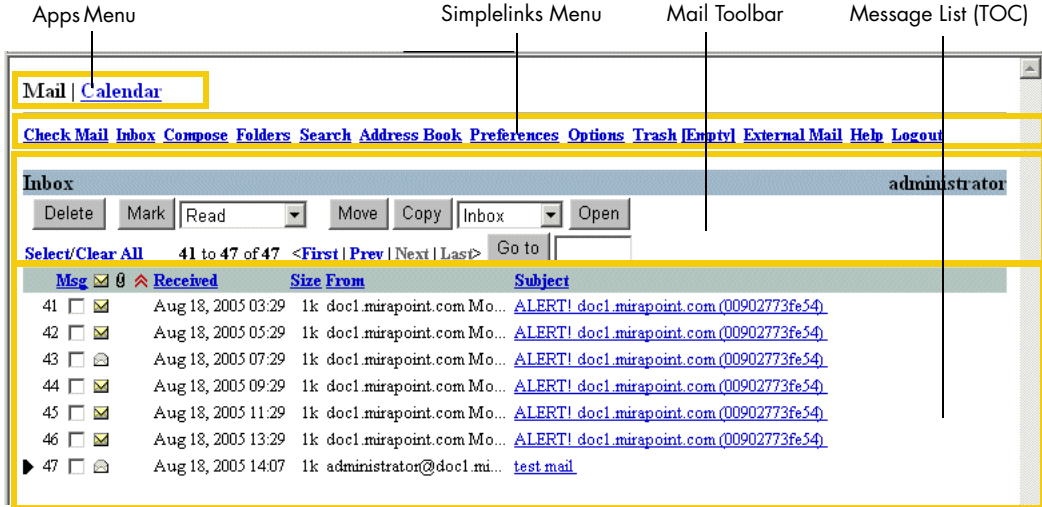 Apps Menu Simplelinks Menu Mail Toolbar Message List (TOC)
Mail | Calendar
Check Mail Inbox Compose Folders Search Address Book Preferences Options Trash [Empty] External Mail Help Logout
Inbox administrator
Delete Mark Read Move Copy Inbox Open
Select/Clear All 41 to 47 of 47 <First | Prev | Next | Last> Go to
Msg Received Size From Subject
41 Aug 18, 2005 03:29 1k doc1.mirapoint.com Mo... ALERT! doc1.mirapoint.com (00902773fe54)
42 Aug 18, 2005 05:29 1k doc1.mirapoint.com Mo... ALERT! doc1.mirapoint.com (00902773fe54)
43 Aug 18, 2005 07:29 1k doc1.mirapoint.com Mo... ALERT! doc1.mirapoint.com (00902773fe54)
44 Aug 18, 2005 09:29 1k doc1.mirapoint.com Mo... ALERT! doc1.mirapoint.com (00902773fe54)
45 Aug 18, 2005 11:29 1k doc1.mirapoint.com Mo... ALERT! doc1.mirapoint.com (00902773fe54)
46 Aug 18, 2005 13:29 1k doc1.mirapoint.com Mo... ALERT! doc1.mirapoint.com (00902773fe54)
47 Aug 18, 2005 14:07 1k administrator@doc1.mi... test mail